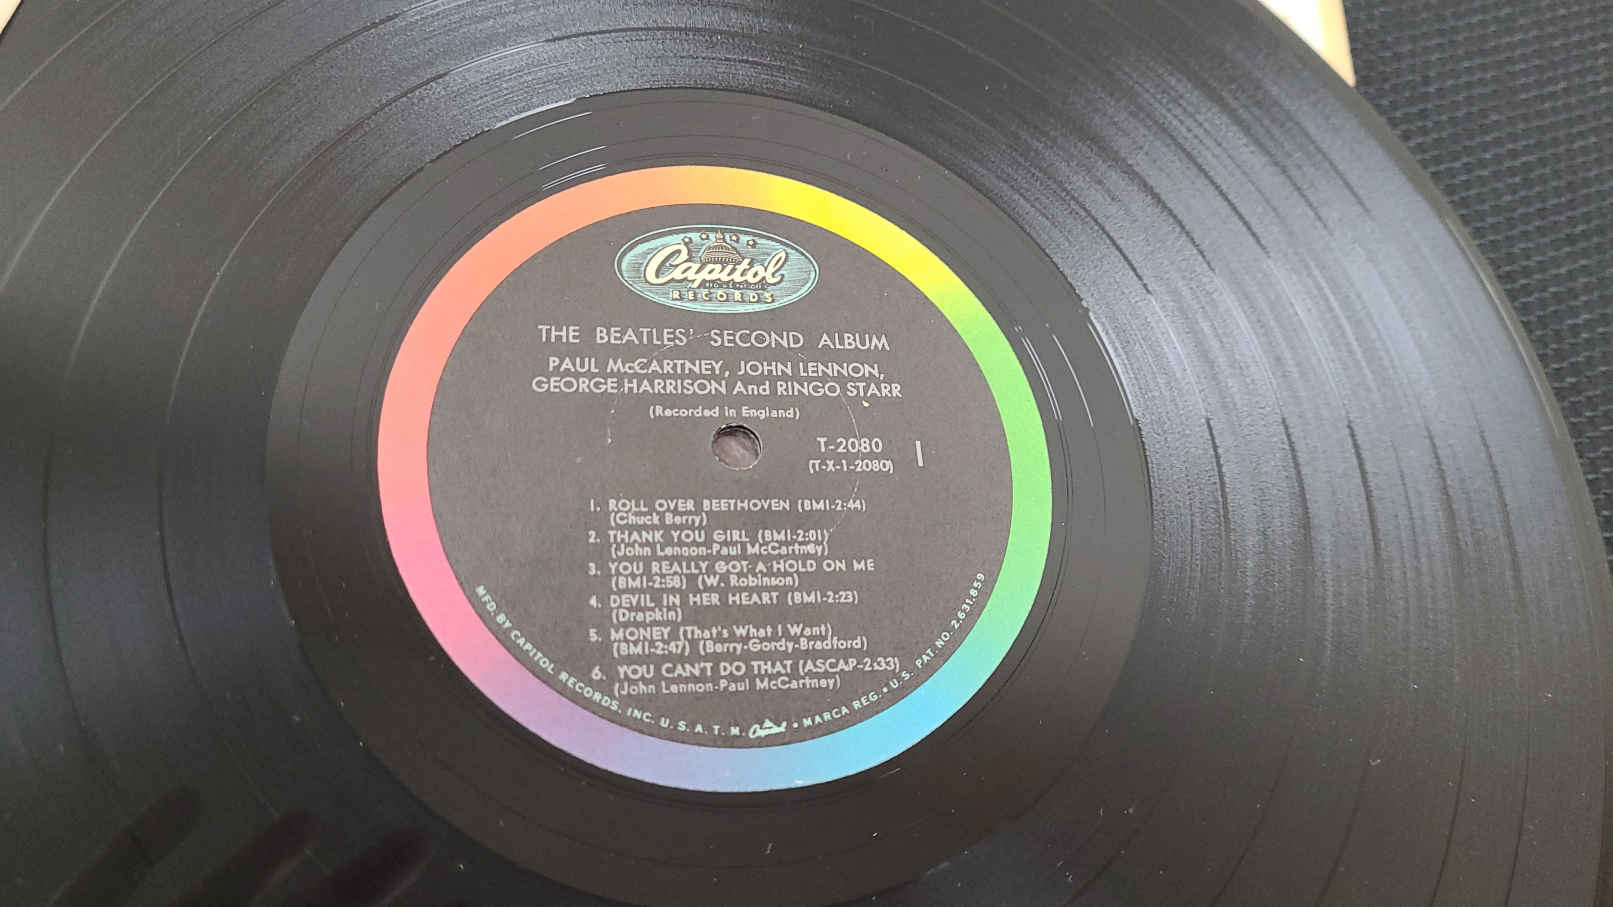 Capitol
RECORDS
THE BEATLES' SECOND ALBUM
PAUL McCARTNEY, JOHN LENNON,
GEORGE HARRISON And RINGO STARR
(Recorded in England)
T-2080
(T-X-1-2080)
1
1. ROLL OVER BEETHOVEN (BMI-2:44)
(Chuck Berry)
2. THANK YOU GIRL (BMI-2:01)
(John Lennon-Paul McCartney)
3. YOU REALLY GOT A HOLD ON ME
(BMI-2:58) (W. Robinson)
4. DEVIL IN HER HEART (BMI-2:23)
(Drapkin)
5. MONEY (That's What I Want)
(BMI-2:47) (Berry-Gordy-Bradford)
6. YOU CAN'T DO THAT (ASCAP-2:33)
(John Lennon-Paul McCartney)
MFD. BY CAPITOL RECORDS, INC. U. S. A. T. M. Capitol • MARCA REG. • U.S. PAT. NO. 2,631,859